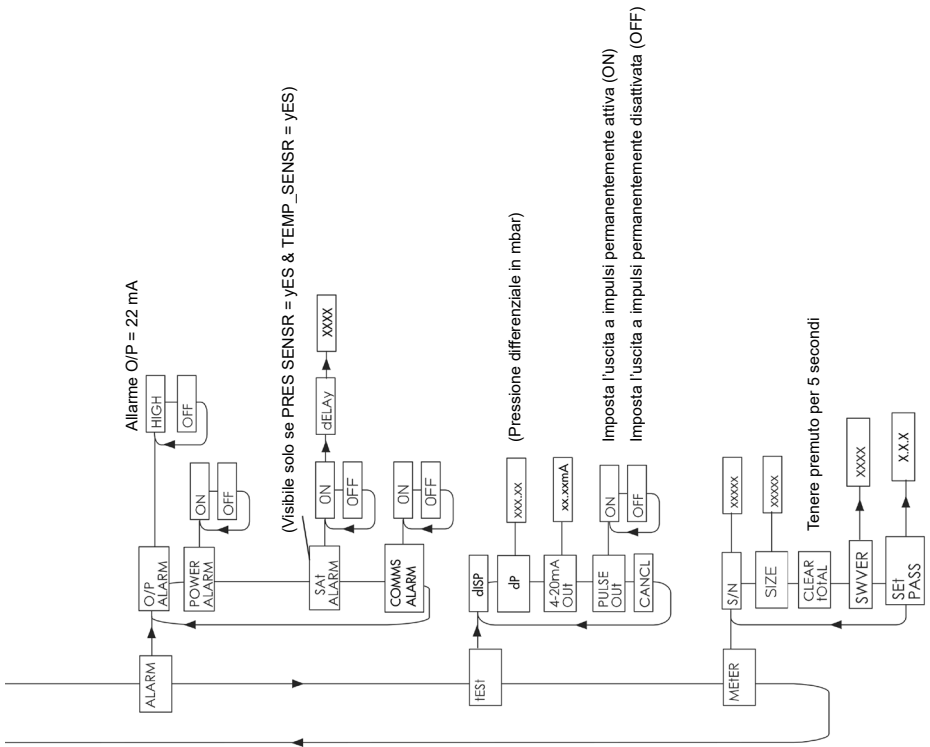 ALARM
O/P
ALARM
HIGH
OFF
Allarme O/P = 22 mA
POWER
ALARM
ON
OFF
SAt
ALARM
ON
OFF
dELAy
XXXX
(Visibile solo se PRES SENSR = yES & TEMP_SENSR = yES)
COMMS
ALARM
ON
OFF
tESt
dISP
dP
xxx.xx
(Pressione differenziale in mbar)
4-20mA
OUt
xx.xxmA
PULSE
OUt
ON
OFF
Imposta l'uscita a impulsi permanentemente attiva (ON)
Imposta l'uscita a impulsi permanentemente disattivata (OFF)
CANCL
MEtER
S/N
xxxxx
SIZE
xxxxx
CLEAR
tOtAL
Tenere premuto per 5 secondi
SWVER
xxxx
SEt
PASS
X.X.X